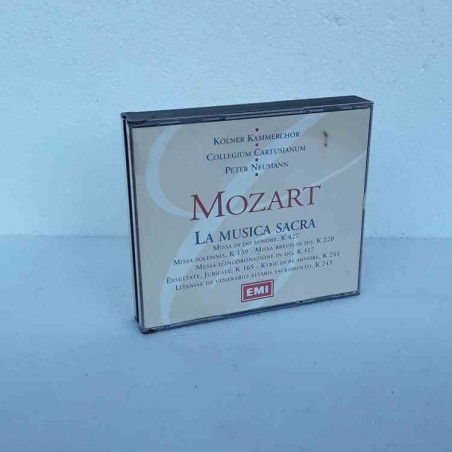 KÖLNER KAMMERCHOR
COLLEGIUM CARTUSIANUM
PETER NEUMANN
MOZART
LA MUSICA SACRA
MISSA IN DO MINORE, K 427
MISSA SOLEMNIS, K 139 - MISSA BREVIS IN DO, K 220
MESSA D'INCORONAZIONE IN DO, K 317
EXSULTATE, JUBILATE, K 165 - KYRIE IN RE MINORE, K 341
LITANIAE DE VENERABILI ALTARIS SACRAMENTO, K 243
EMI